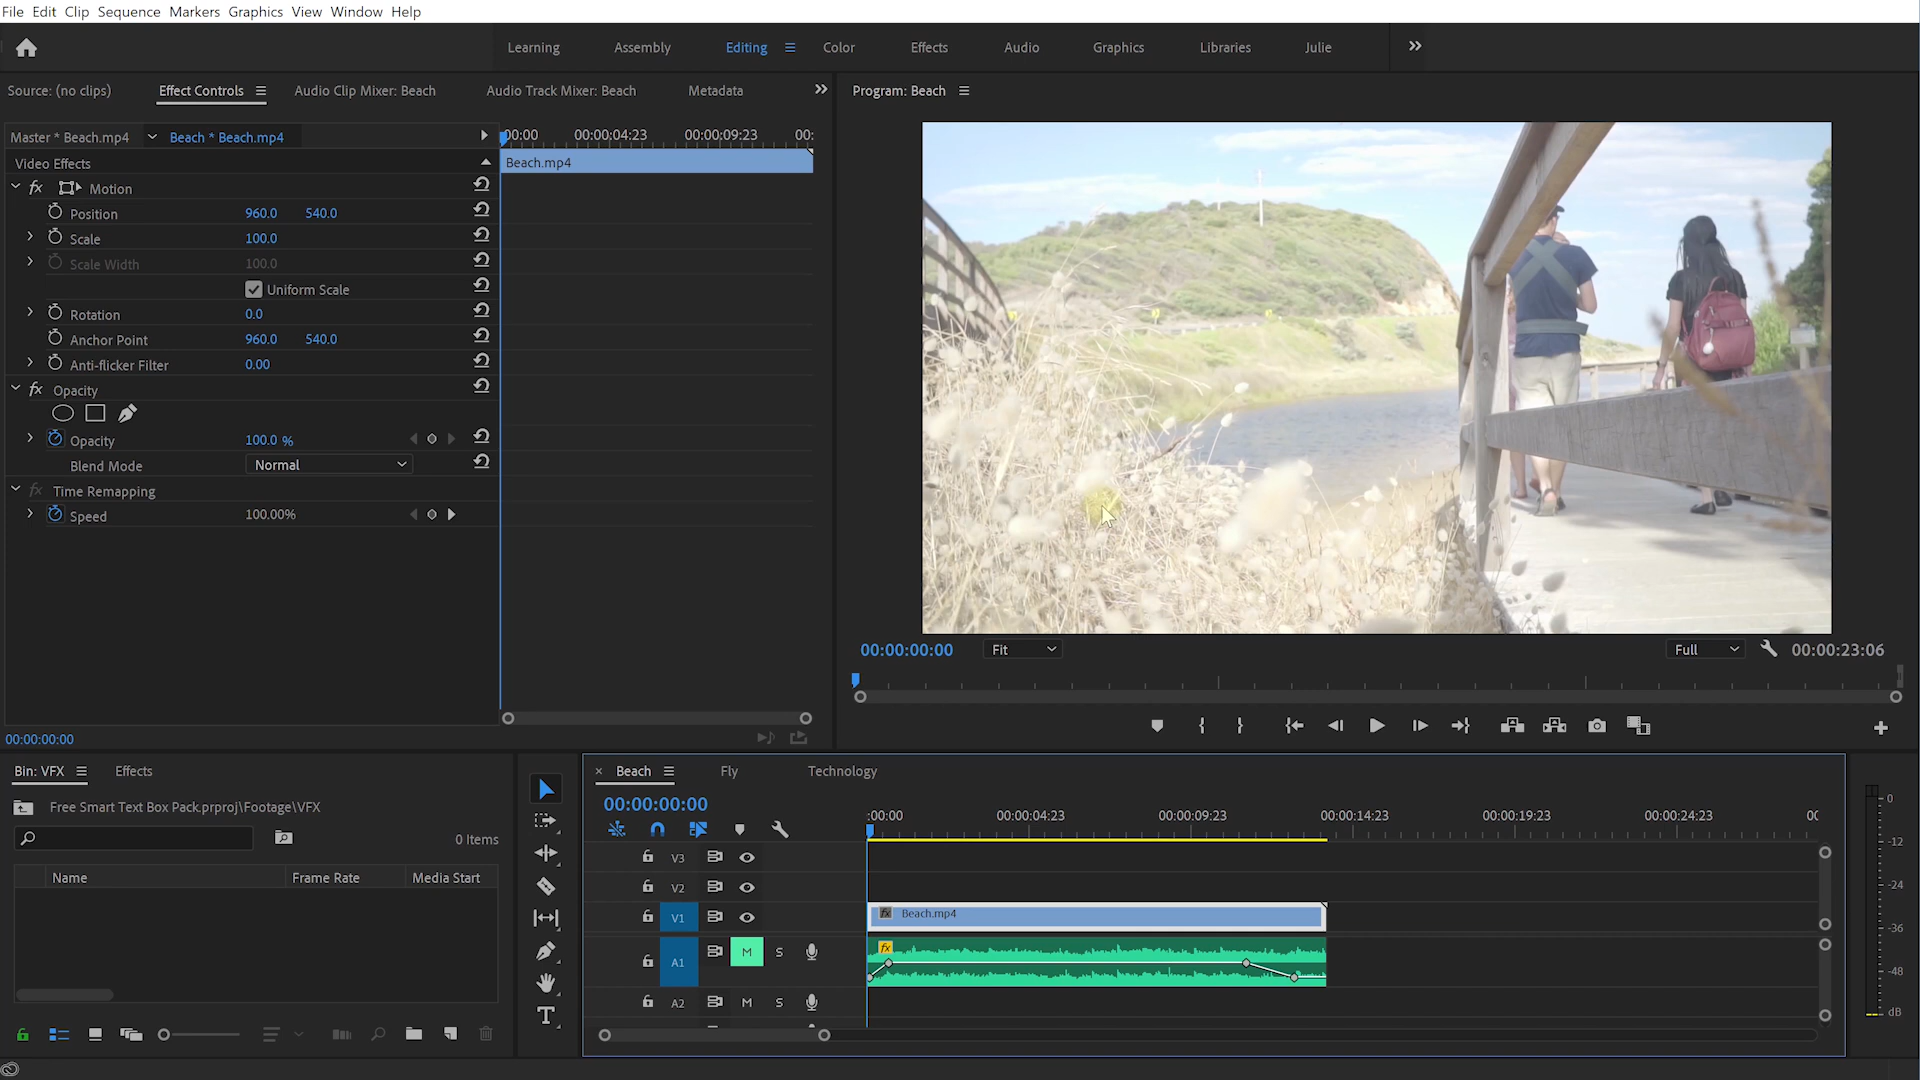 File Edit Clip Sequence Markers Graphics View Window Help
Learning Assembly Editing Color Effects Audio Graphics Libraries Julie
Source: (no clips) Effect Controls Audio Clip Mixer: Beach Audio Track Mixer: Beach Metadata
Program: Beach
Master * Beach.mp4 Beach * Beach.mp4
:00:00 00:00:04:23 00:00:09:23 00:
Video Effects
Beach.mp4
fx Motion
Position 960.0 540.0
Scale 100.0
Scale Width 100.0
Uniform Scale
Rotation 0.0
Anchor Point 960.0 540.0
Anti-flicker Filter 0.00
fx Opacity
Opacity 100.0 %
Blend Mode Normal
fx Time Remapping
Speed 100.00%
00:00:00:00 Fit Full 00:00:23:06
00:00:00:00
Bin: VFX Effects
Free Smart Text Box Pack.prproj\Footage\VFX
0 Items
Name Frame Rate Media Start
Beach Fly Technology
00:00:00:00
:00:00 00:00:04:23 00:00:09:23 00:00:14:23 00:00:19:23 00:00:24:23 00
V3
V2
V1 fx Beach.mp4
A1 M S fx
A2 M S
T
0
-12
-24
-36
-48
dB